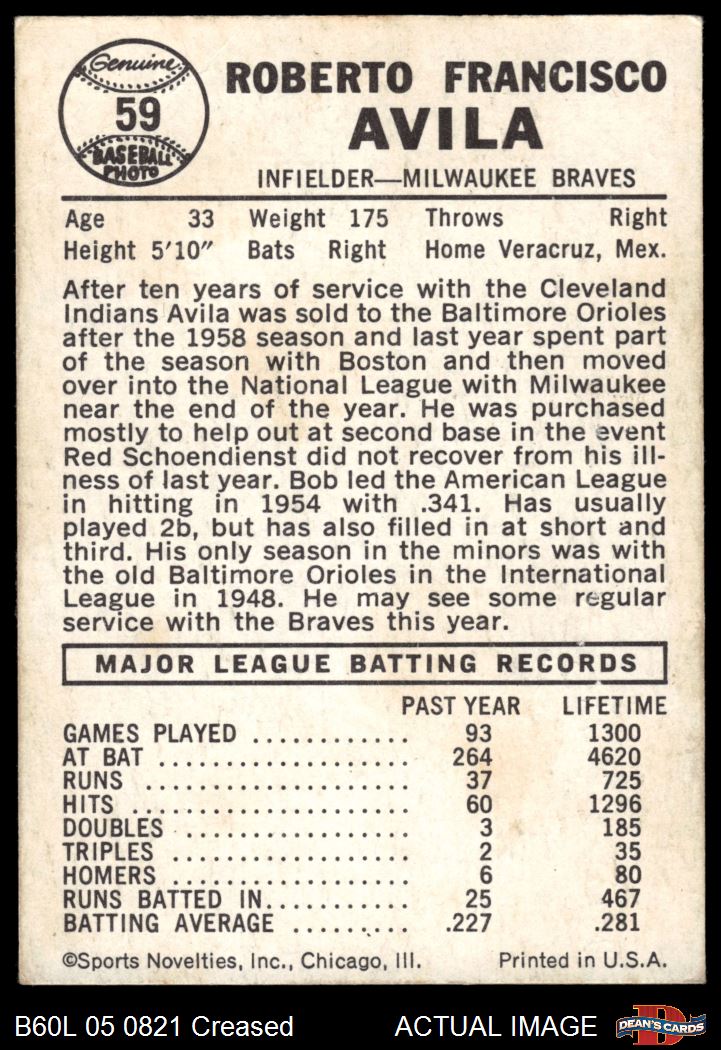 Genuine
59
BASEBALL
PHOTO
ROBERTO FRANCISCO
AVILA
INFIELDER—MILWAUKEE BRAVES
Age 33 Weight 175 Throws Right
Height 5'10" Bats Right Home Veracruz, Mex.
After ten years of service with the Cleveland
Indians Avila was sold to the Baltimore Orioles
after the 1958 season and last year spent part
of the season with Boston and then moved
over into the National League with Milwaukee
near the end of the year. He was purchased
mostly to help out at second base in the event
Red Schoendienst did not recover from his ill-
ness of last year. Bob led the American League
in hitting in 1954 with .341. Has usually
played 2b, but has also filled in at short and
third. His only season in the minors was with
the old Baltimore Orioles in the International
League in 1948. He may see some regular
service with the Braves this year.
MAJOR LEAGUE BATTING RECORDS
PAST YEAR LIFETIME
GAMES PLAYED ............ 93 1300
AT BAT .................... 264 4620
RUNS ...................... 37 725
HITS ...................... 60 1296
DOUBLES .................. 3 185
TRIPLES ................... 2 35
HOMERS .................... 6 80
RUNS BATTED IN........... 25 467
BATTING AVERAGE ......... .227 .281
©Sports Novelties, Inc., Chicago, Ill. Printed in U.S.A.
B60L 05 0821 Creased ACTUAL IMAGE DEAN'S CARDS